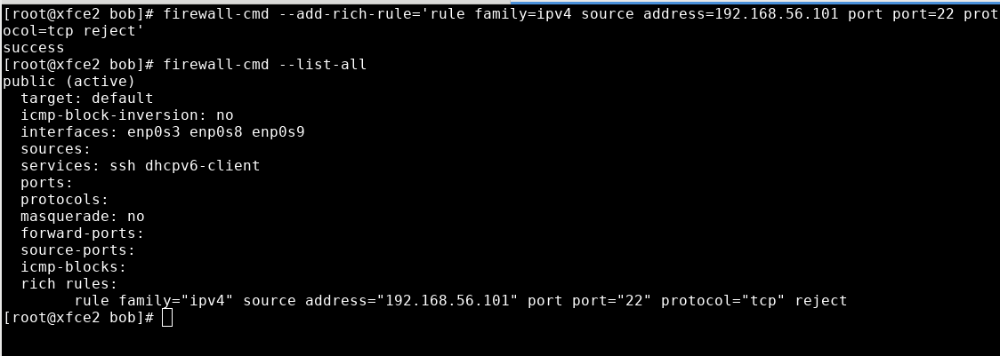 [root@xfce2 bob]# firewall-cmd --add-rich-rule='rule family=ipv4 source address=192.168.56.101 port port=22 prot
ocol=tcp reject'
success
[root@xfce2 bob]# firewall-cmd --list-all
public (active)
  target: default
  icmp-block-inversion: no
  interfaces: enp0s3 enp0s8 enp0s9
  sources:
  services: ssh dhcpv6-client
  ports:
  protocols:
  masquerade: no
  forward-ports:
  source-ports:
  icmp-blocks:
  rich rules:
        rule family="ipv4" source address="192.168.56.101" port port="22" protocol="tcp" reject
[root@xfce2 bob]#